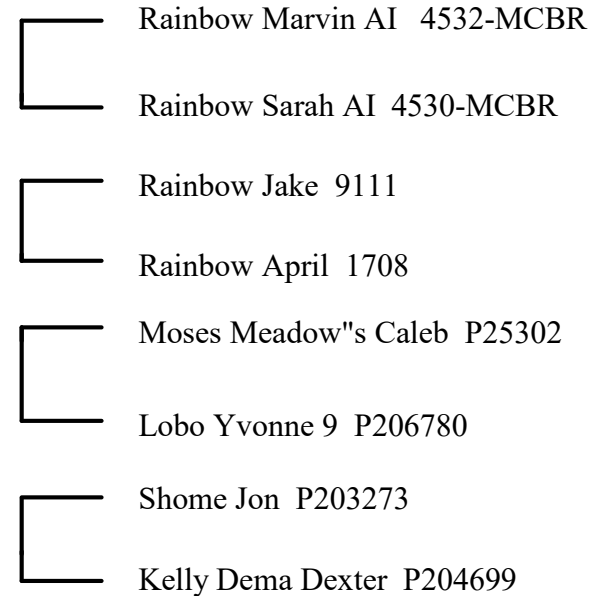 Rainbow Marvin AI 4532-MCBR
Rainbow Sarah AI 4530-MCBR
Rainbow Jake 9111
Rainbow April 1708
Moses Meadow"s Caleb P25302
Lobo Yvonne 9 P206780
Shome Jon P203273
Kelly Dema Dexter P204699